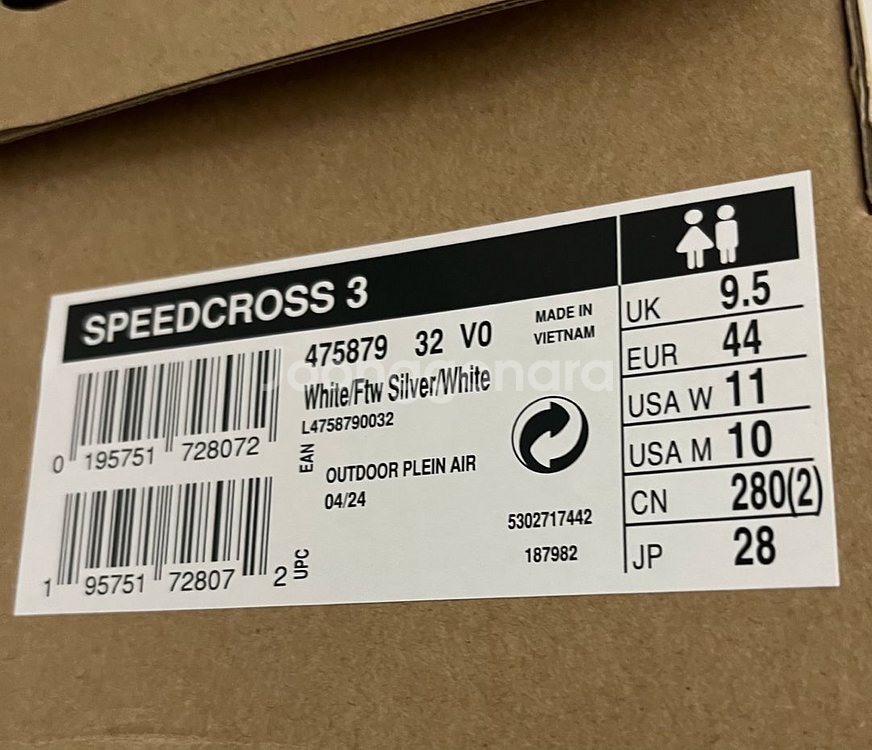 SPEEDCROSS 3
475879 32 V0
White/Ftw Silver/White
L4758790032
MADE IN
VIETNAM
0 195751 728072
EAN
OUTDOOR PLEIN AIR
04/24
1 95751 72807 2
UPC
5302717442
187982
UK 9.5
EUR 44
USA W 11
USA M 10
CN 280(2)
JP 28
Joonggonara